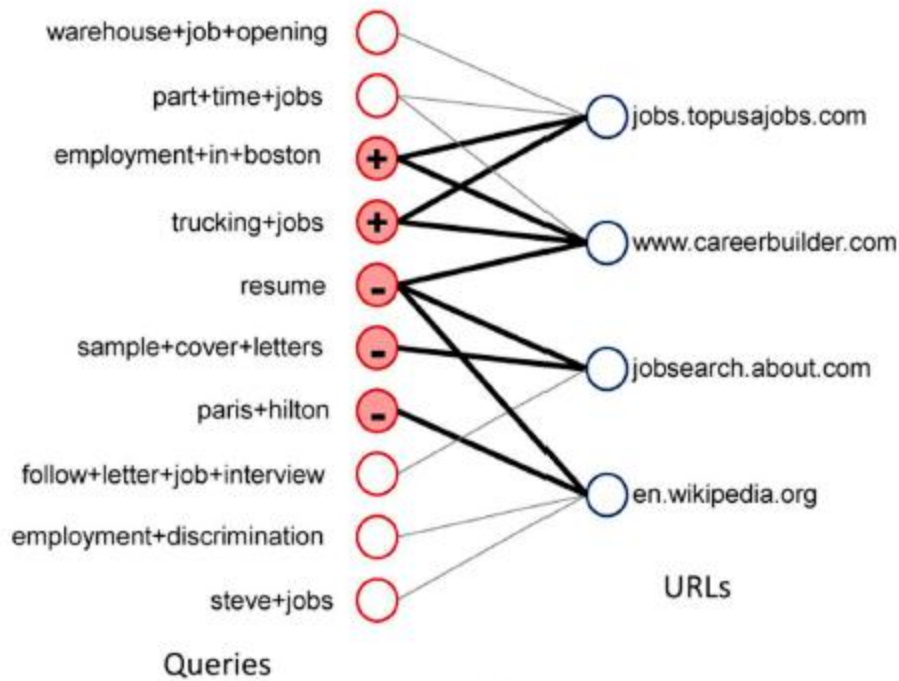 warehouse+job+opening
part+time+jobs
employment+in+boston
+
trucking+jobs
+
resume
-
sample+cover+letters
-
paris+hilton
-
follow+letter+job+interview
employment+discrimination
steve+jobs
Queries
jobs.topusajobs.com
www.careerbuilder.com
jobsearch.about.com
en.wikipedia.org
URLs